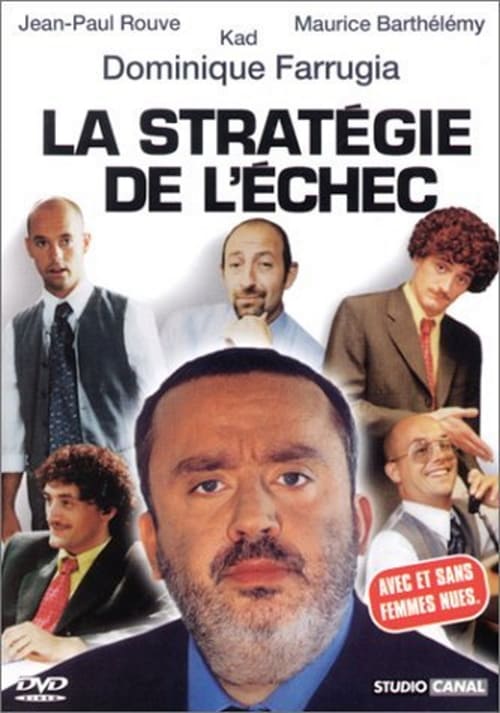 Jean-Paul Rouve
Maurice Barthélémy
Kad
Dominique Farrugia
LA STRATÉGIE
DE L'ÉCHEC
AVEC ET SANS
FEMMES NUES.
DVD
VIDEO
STUDIO CANAL